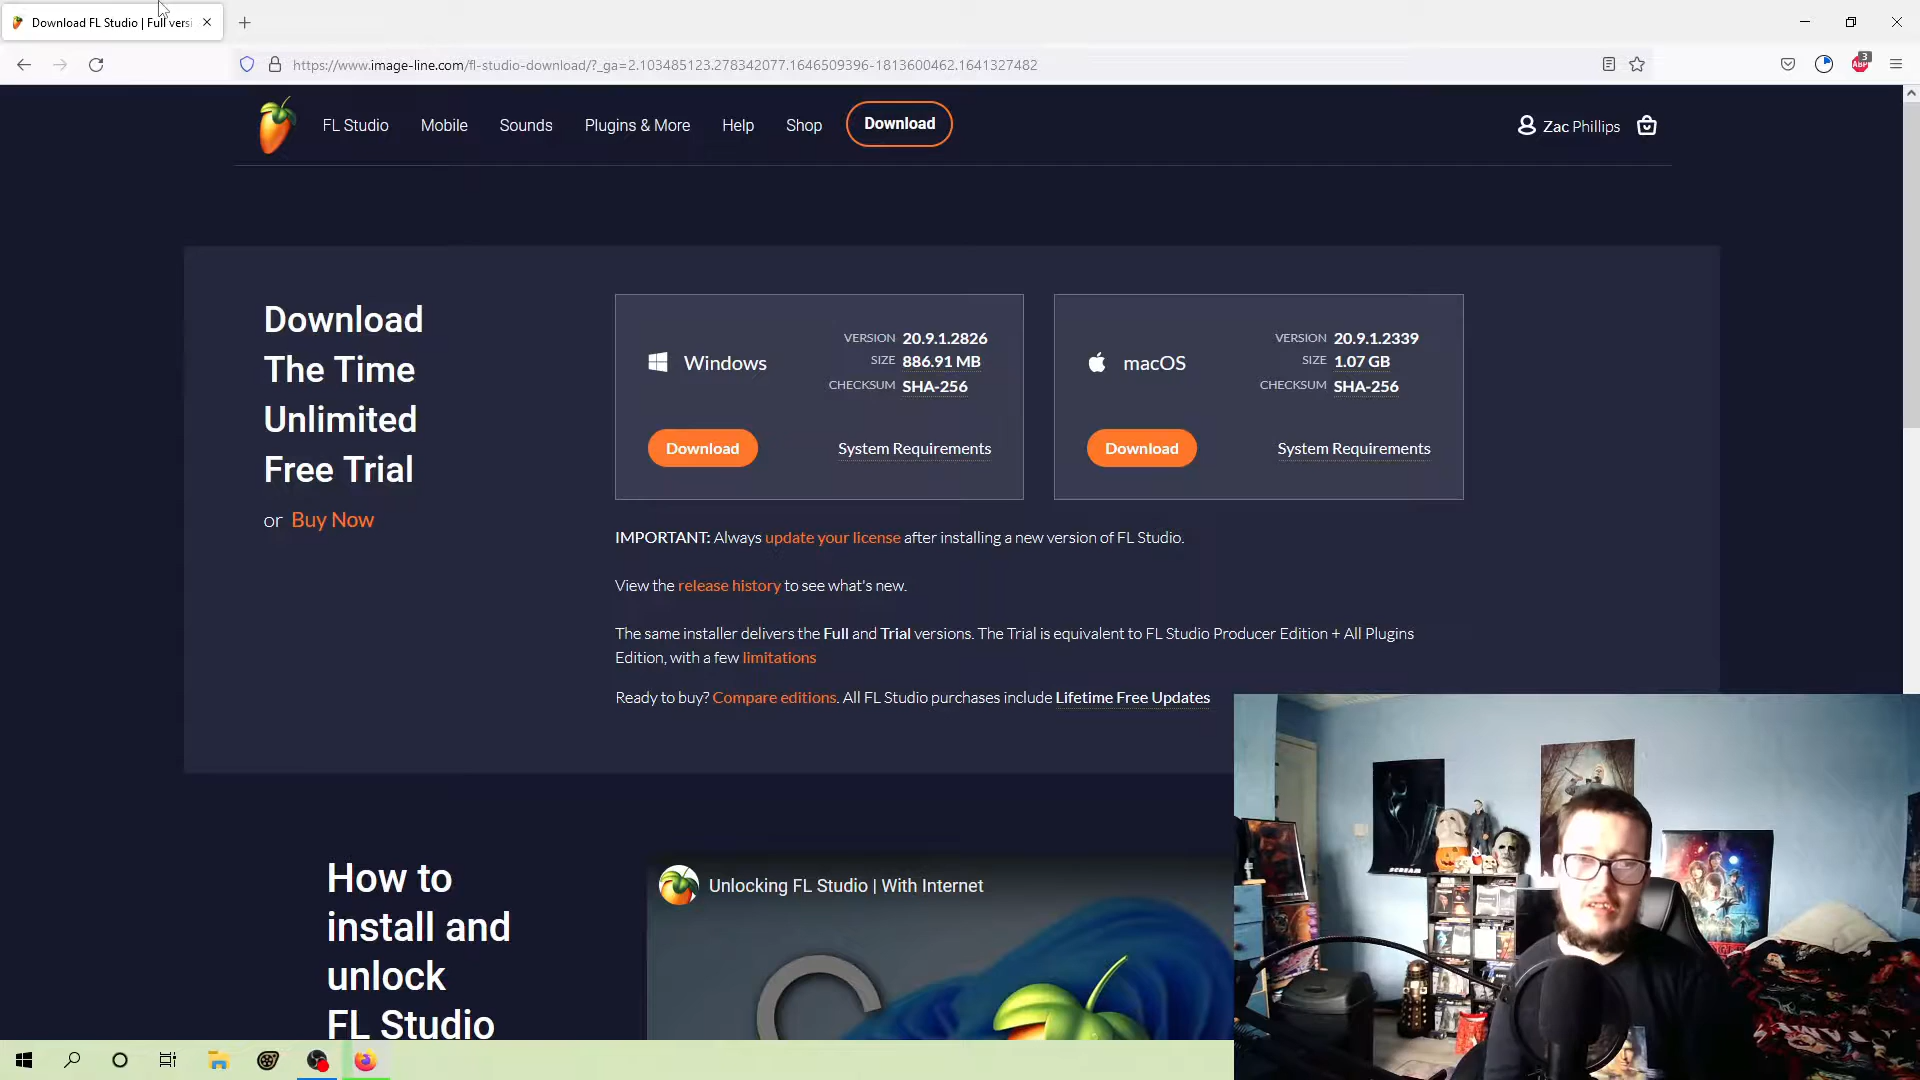 Download FL Studio | Full versi
https://www.image-line.com/fl-studio-download/?_ga=2.103485123.278342077.1646509396-1813600462.1641327482
ABP
3
FL Studio
Mobile
Sounds
Plugins & More
Help
Shop
Download
Zac Phillips
Download
The Time
Unlimited
Free Trial
or Buy Now
Windows
VERSION 20.9.1.2826
SIZE 886.91 MB
CHECKSUM SHA-256
Download
System Requirements
macOS
VERSION 20.9.1.2339
SIZE 1.07 GB
CHECKSUM SHA-256
Download
System Requirements
IMPORTANT: Always update your license after installing a new version of FL Studio.
View the release history to see what's new.
The same installer delivers the Full and Trial versions. The Trial is equivalent to FL Studio Producer Edition + All Plugins
Edition, with a few limitations
Ready to buy? Compare editions. All FL Studio purchases include Lifetime Free Updates
How to
install and
unlock
FL Studio
Unlocking FL Studio | With Internet
SCREAM